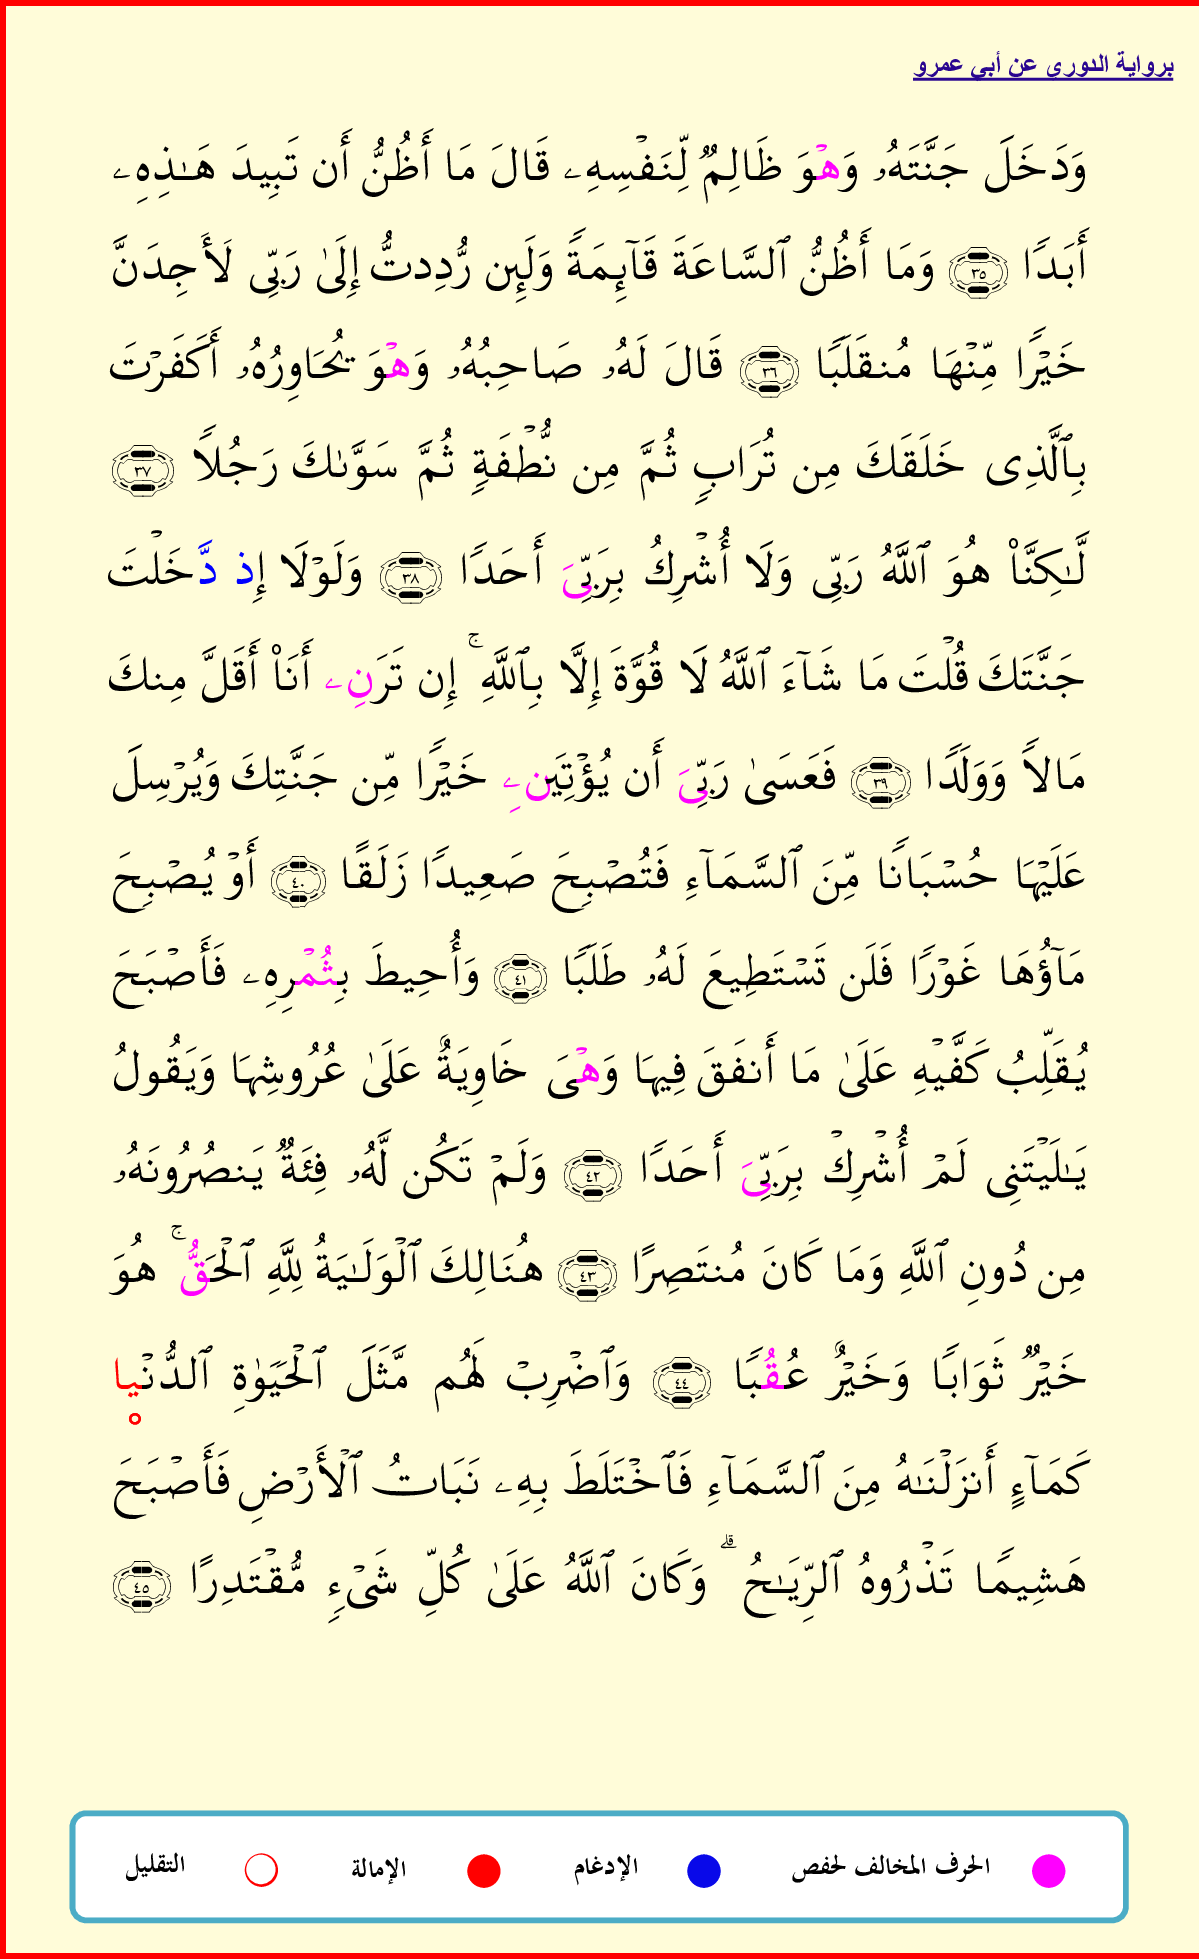 برواية الدورى عن أبى عمرو
وَدَخَلَ جَنَّتَهُۥ وَهۡوَ ظَالِمٌ لِّنَفۡسِهِۦ قَالَ مَا أَظُنُّ أَن تَبِيدَ هَـٰذِهِۦ
أَبَدًا ٣٥ وَمَا أَظُنُّ ٱلسَّاعَةَ قَآئِمَةً وَلَئِن رُّدِدتُّ إِلَىٰ رَبِّى لَأَجِدَنَّ
خَيۡرًا مِّنۡهَا مُنقَلَبًا ٣٦ قَالَ لَهُۥ صَاحِبُهُۥ وَهۡوَ يُحَاوِرُهُۥ أَكَفَرۡتَ
بِٱلَّذِى خَلَقَكَ مِن تُرَابٍ ثُمَّ مِن نُّطۡفَةٍ ثُمَّ سَوَّىٰكَ رَجُلاً ٣٧
لَّـٰكِنَّا۠ هُوَ ٱللَّهُ رَبِّى وَلَا أُشۡرِكُ بِرَبِّىَ أَحَدًا ٣٨ وَلَوۡلَا إِذ دَّخَلۡتَ
جَنَّتَكَ قُلۡتَ مَا شَآءَ ٱللَّهُ لَا قُوَّةَ إِلَّا بِٱللَّهِ ۚ إِن تَرَنِۦ أَنَا۠ أَقَلَّ مِنكَ
مَالاً وَوَلَدًا ٣٩ فَعَسَىٰ رَبِّىَ أَن يُؤۡتِيَنِۦ خَيۡرًا مِّن جَنَّتِكَ وَيُرۡسِلَ
عَلَيۡهَا حُسۡبَانًا مِّنَ ٱلسَّمَآءِ فَتُصۡبِحَ صَعِيدًا زَلَقًا ٤٠ أَوۡ يُصۡبِحَ
مَآؤُهَا غَوۡرًا فَلَن تَسۡتَطِيعَ لَهُۥ طَلَبًا ٤١ وَأُحِيطَ بِثُمۡرِهِۦ فَأَصۡبَحَ
يُقَلِّبُ كَفَّيۡهِ عَلَىٰ مَا أَنفَقَ فِيهَا وَهۡىَ خَاوِيَةٌ عَلَىٰ عُرُوشِهَا وَيَقُولُ
يَـٰلَيۡتَنِى لَمۡ أُشۡرِكۡ بِرَبِّىَ أَحَدًا ٤٢ وَلَمۡ تَكُن لَّهُۥ فِئَةٌ يَنصُرُونَهُۥ
مِن دُونِ ٱللَّهِ وَمَا كَانَ مُنتَصِرًا ٤٣ هُنَالِكَ ٱلۡوَلَـٰيَةُ لِلَّهِ ٱلۡحَقُّ ۚ هُوَ
خَيۡرٌ ثَوَابًا وَخَيۡرٌ عُقُبًا ٤٤ وَٱضۡرِبۡ لَهُم مَّثَلَ ٱلۡحَيَوٰةِ ٱلدُّنۡيا
كَمَآءٍ أَنزَلۡنَـٰهُ مِنَ ٱلسَّمَآءِ فَٱخۡتَلَطَ بِهِۦ نَبَاتُ ٱلۡأَرۡضِ فَأَصۡبَحَ
هَشِيمًا تَذۡرُوهُ ٱلرِّيَـٰحُ ۗ وَكَانَ ٱللَّهُ عَلَىٰ كُلِّ شَىۡءٍ مُّقۡتَدِرًا ٤٥
الحرف المخالف لحفص الإدغام الإمالة التقليل